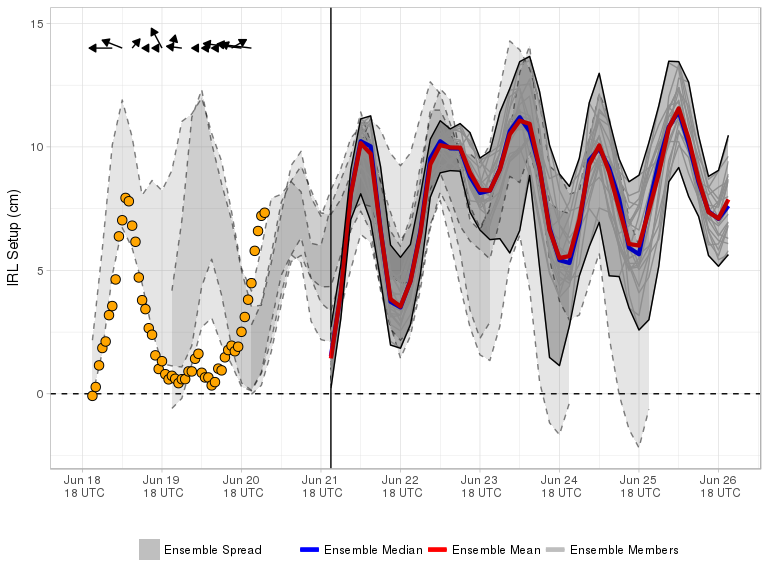 15
10
5
0
IRL Setup (cm)
Jun 18 Jun 19 Jun 20 Jun 21 Jun 22 Jun 23 Jun 24 Jun 25 Jun 26
18 UTC 18 UTC 18 UTC 18 UTC 18 UTC 18 UTC 18 UTC 18 UTC 18 UTC
Ensemble Spread Ensemble Median Ensemble Mean Ensemble Members